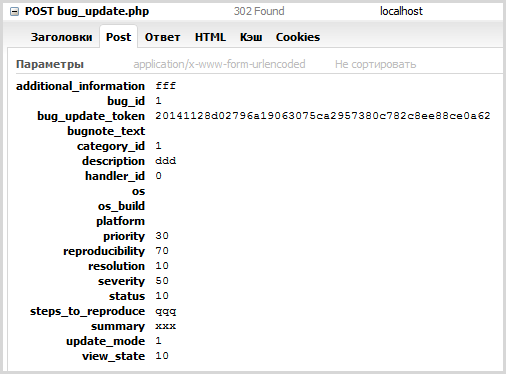 POST bug_update.php 302 Found localhost
Заголовки Post Ответ HTML Кэш Cookies
Параметры application/x-www-form-urlencoded Не сортировать
additional_information fff
bug_id 1
bug_update_token 20141128d02796a19063075ca2957380c782c8ee88ce0a62
bugnote_text
category_id 1
description ddd
handler_id 0
os
os_build
platform
priority 30
reproducibility 70
resolution 10
severity 50
status 10
steps_to_reproduce qqq
summary xxx
update_mode 1
view_state 10